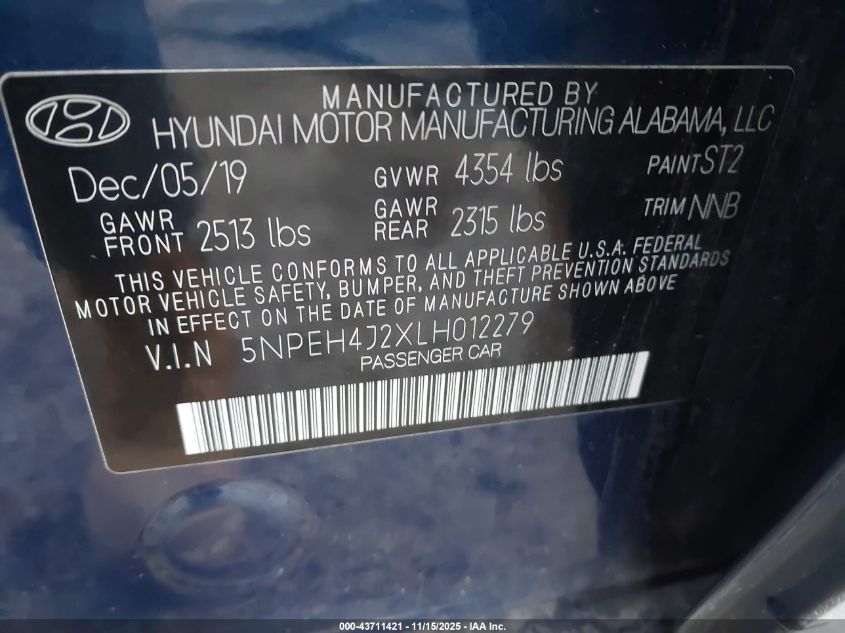 MANUFACTURED BY
HYUNDAI MOTOR MANUFACTURING ALABAMA, LLC
Dec/05/19 GVWR 4354 lbs PAINT ST2
GAWR FRONT 2513 lbs GAWR REAR 2315 lbs TRIM NNB
THIS VEHICLE CONFORMS TO ALL APPLICABLE U.S.A. FEDERAL
MOTOR VEHICLE SAFETY, BUMPER, AND THEFT PREVENTION STANDARDS
IN EFFECT ON THE DATE OF MANUFACTURE SHOWN ABOVE
V.I.N 5NPEH4J2XLH012279
PASSENGER CAR
000-43711421 - 11/15/2025 - IAA Inc.